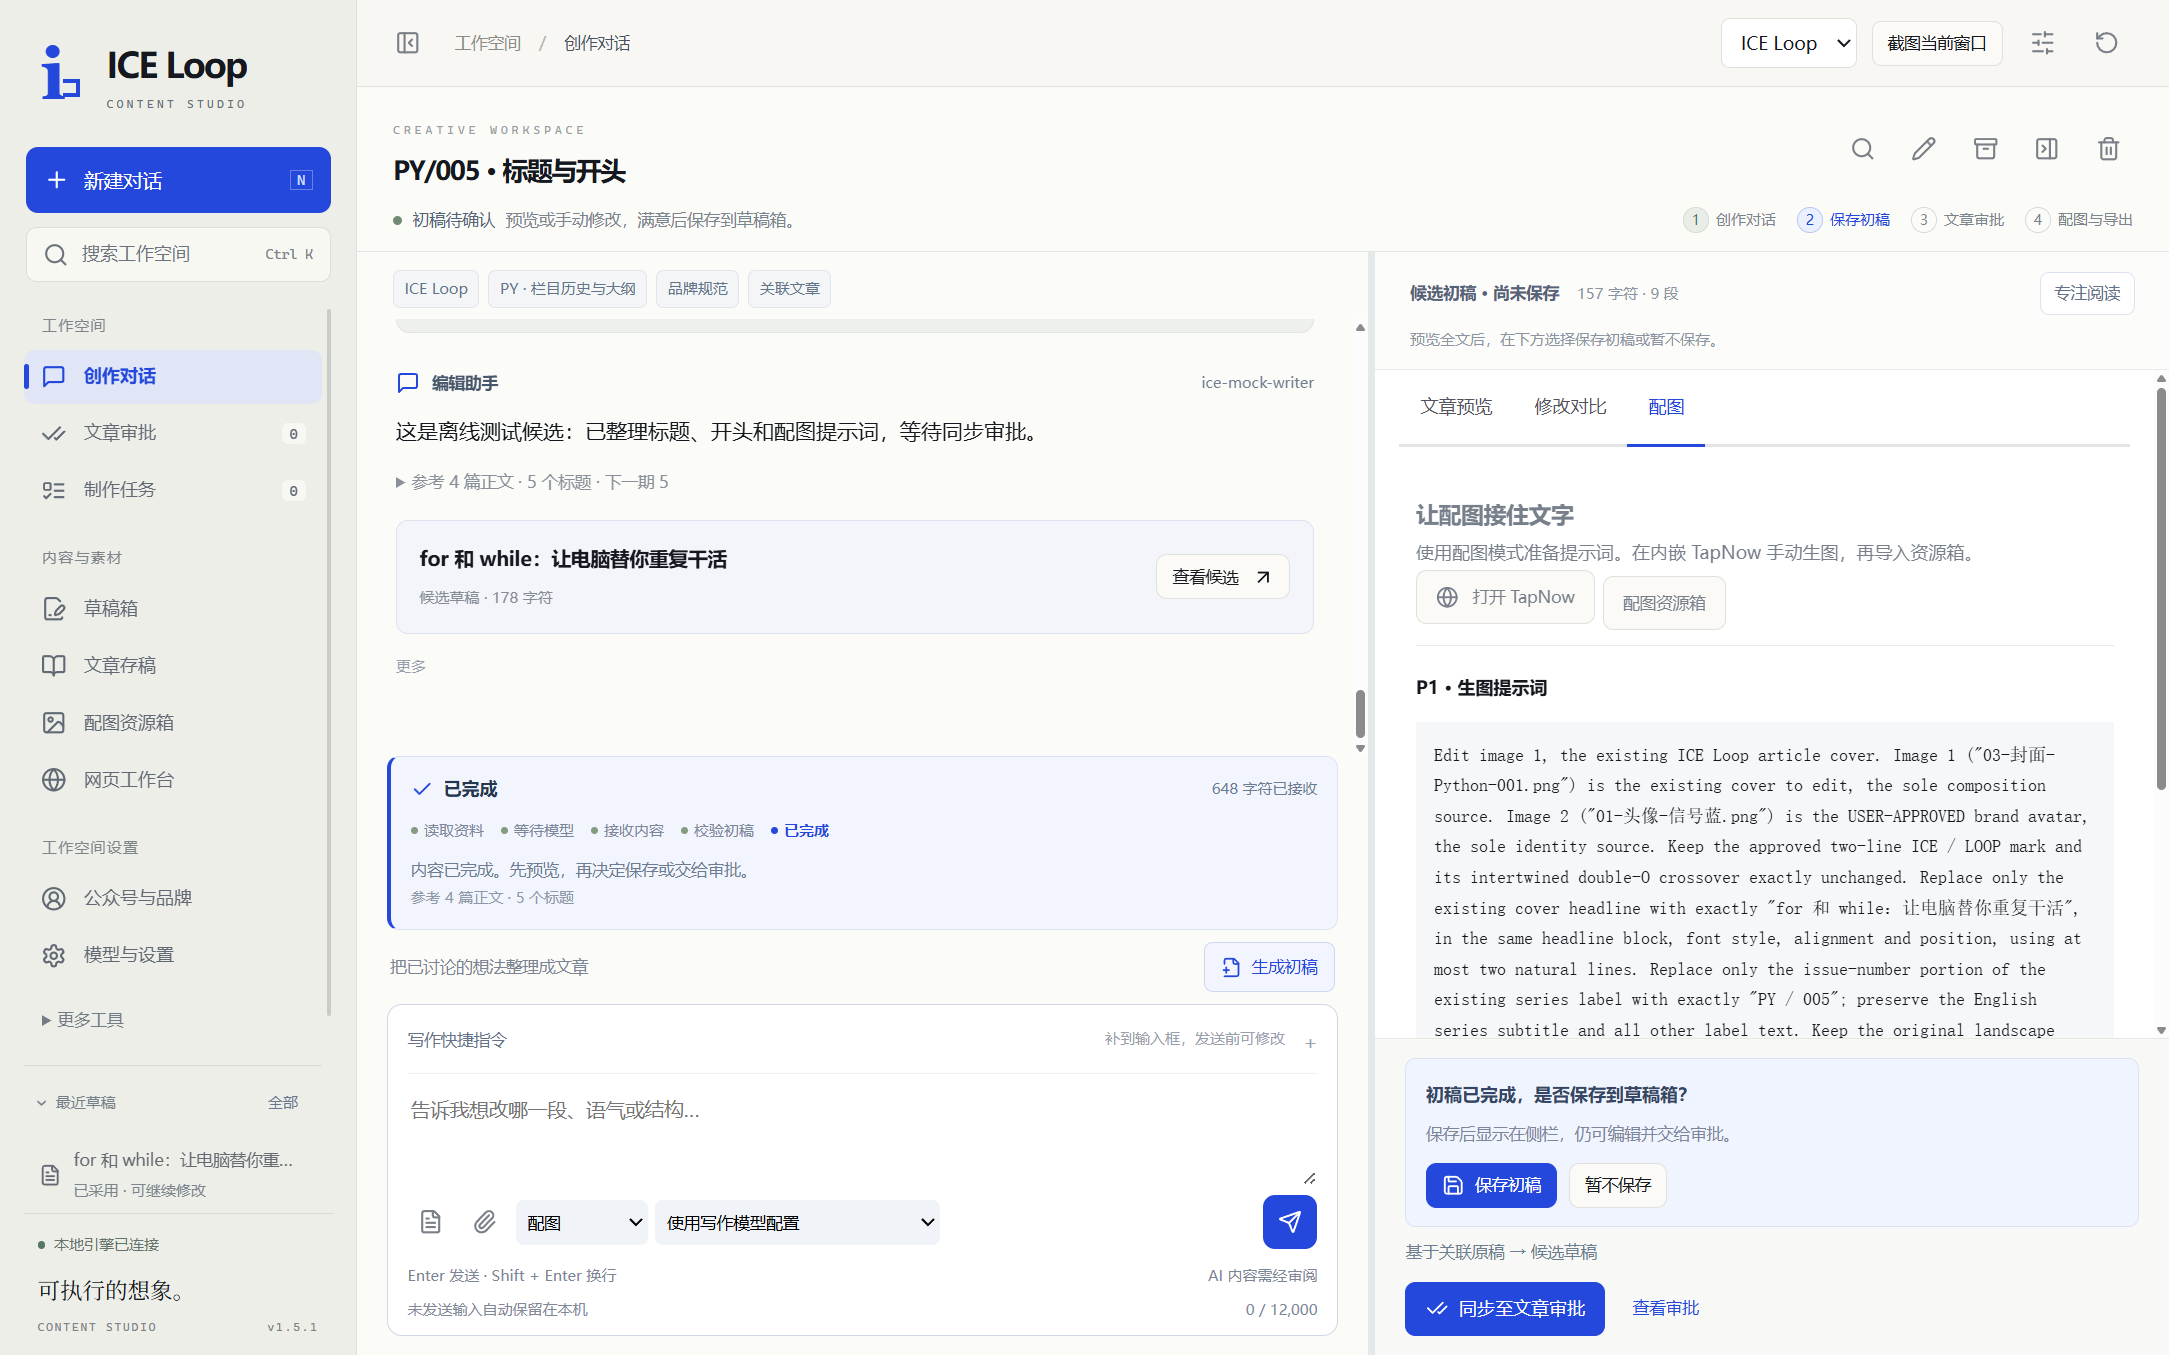 ICE Loop
CONTENT STUDIO
新建对话
N
搜索工作空间
Ctrl K
工作空间
创作对话
文章审批
0
制作任务
0
内容与素材
草稿箱
文章存稿
配图资源箱
网页工作台
工作空间设置
公众号与品牌
模型与设置
更多工具
最近草稿
全部
for 和 while：让电脑替你重...
已采用 · 可继续修改
本地引擎已连接
可执行的想象。
CONTENT STUDIO
v1.5.1
工作空间 / 创作对话
ICE Loop
截图当前窗口
CREATIVE WORKSPACE
PY/005 • 标题与开头
初稿待确认 预览或手动修改，满意后保存到草稿箱。
1 创作对话
2 保存初稿
3 文章审批
4 配图与导出
ICE Loop
PY · 栏目历史与大纲
品牌规范
关联文章
编辑助手
ice-mock-writer
这是离线测试候选：已整理标题、开头和配图提示词，等待同步审批。
参考 4 篇正文 · 5 个标题 · 下一期 5
for 和 while：让电脑替你重复干活
候选草稿 · 178 字符
查看候选
更多
已完成
648 字符已接收
读取资料
等待模型
接收内容
校验初稿
已完成
内容已完成。先预览，再决定保存或交给审批。
参考 4 篇正文 · 5 个标题
把已讨论的想法整理成文章
生成初稿
写作快捷指令
补到输入框，发送前可修改
告诉我想改哪一段、语气或结构...
配图
使用写作模型配置
Enter 发送 · Shift + Enter 换行
AI 内容需经审阅
未发送输入自动保留在本机
0 / 12,000
候选初稿 • 尚未保存
157 字符 · 9 段
专注阅读
预览全文后，在下方选择保存初稿或暂不保存。
文章预览
修改对比
配图
让配图接住文字
使用配图模式准备提示词。在内嵌 TapNow 手动生图，再导入资源箱。
打开 TapNow
配图资源箱
P1 • 生图提示词
Edit image 1, the existing ICE Loop article cover. Image 1 ("03-封面-
Python-001.png") is the existing cover to edit, the sole composition
source. Image 2 ("01-头像-信号蓝.png") is the USER-APPROVED brand avatar,
the sole identity source. Keep the approved two-line ICE / LOOP mark and
its intertwined double-O crossover exactly unchanged. Replace only the
existing cover headline with exactly "for 和 while：让电脑替你重复干活",
in the same headline block, font style, alignment and position, using at
most two natural lines. Replace only the issue-number portion of the
existing series label with exactly "PY / 005"; preserve the English
series subtitle and all other label text. Keep the original landscape
初稿已完成，是否保存到草稿箱？
保存后显示在侧栏，仍可编辑并交给审批。
保存初稿
暂不保存
基于关联原稿 → 候选草稿
同步至文章审批
查看审批